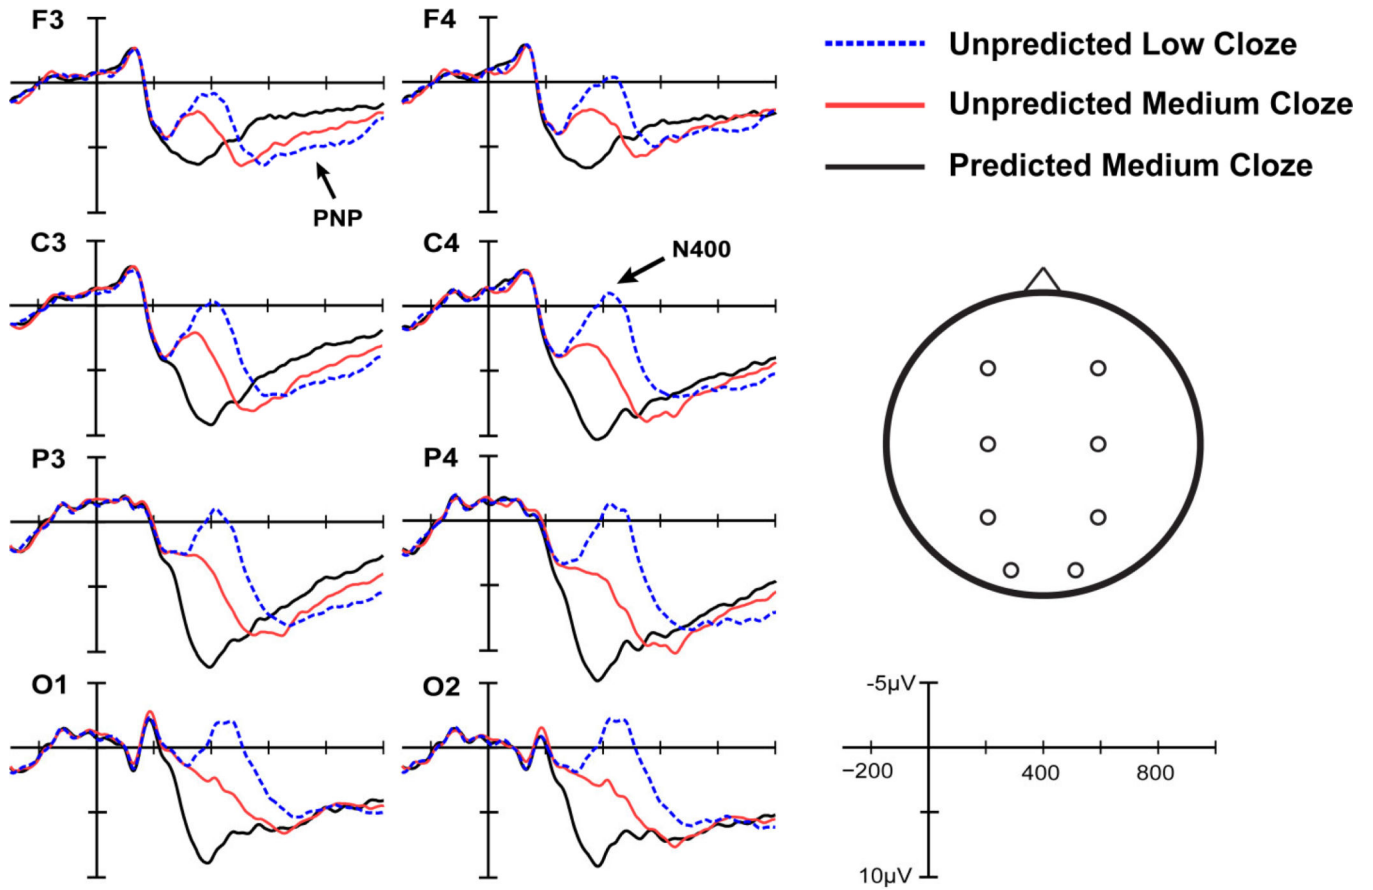 F3
F4
Unpredicted Low Cloze
Unpredicted Medium Cloze
Predicted Medium Cloze
PNP
C3
C4
N400
P3
P4
O1
O2
-5µV
−200
400
800
10µV